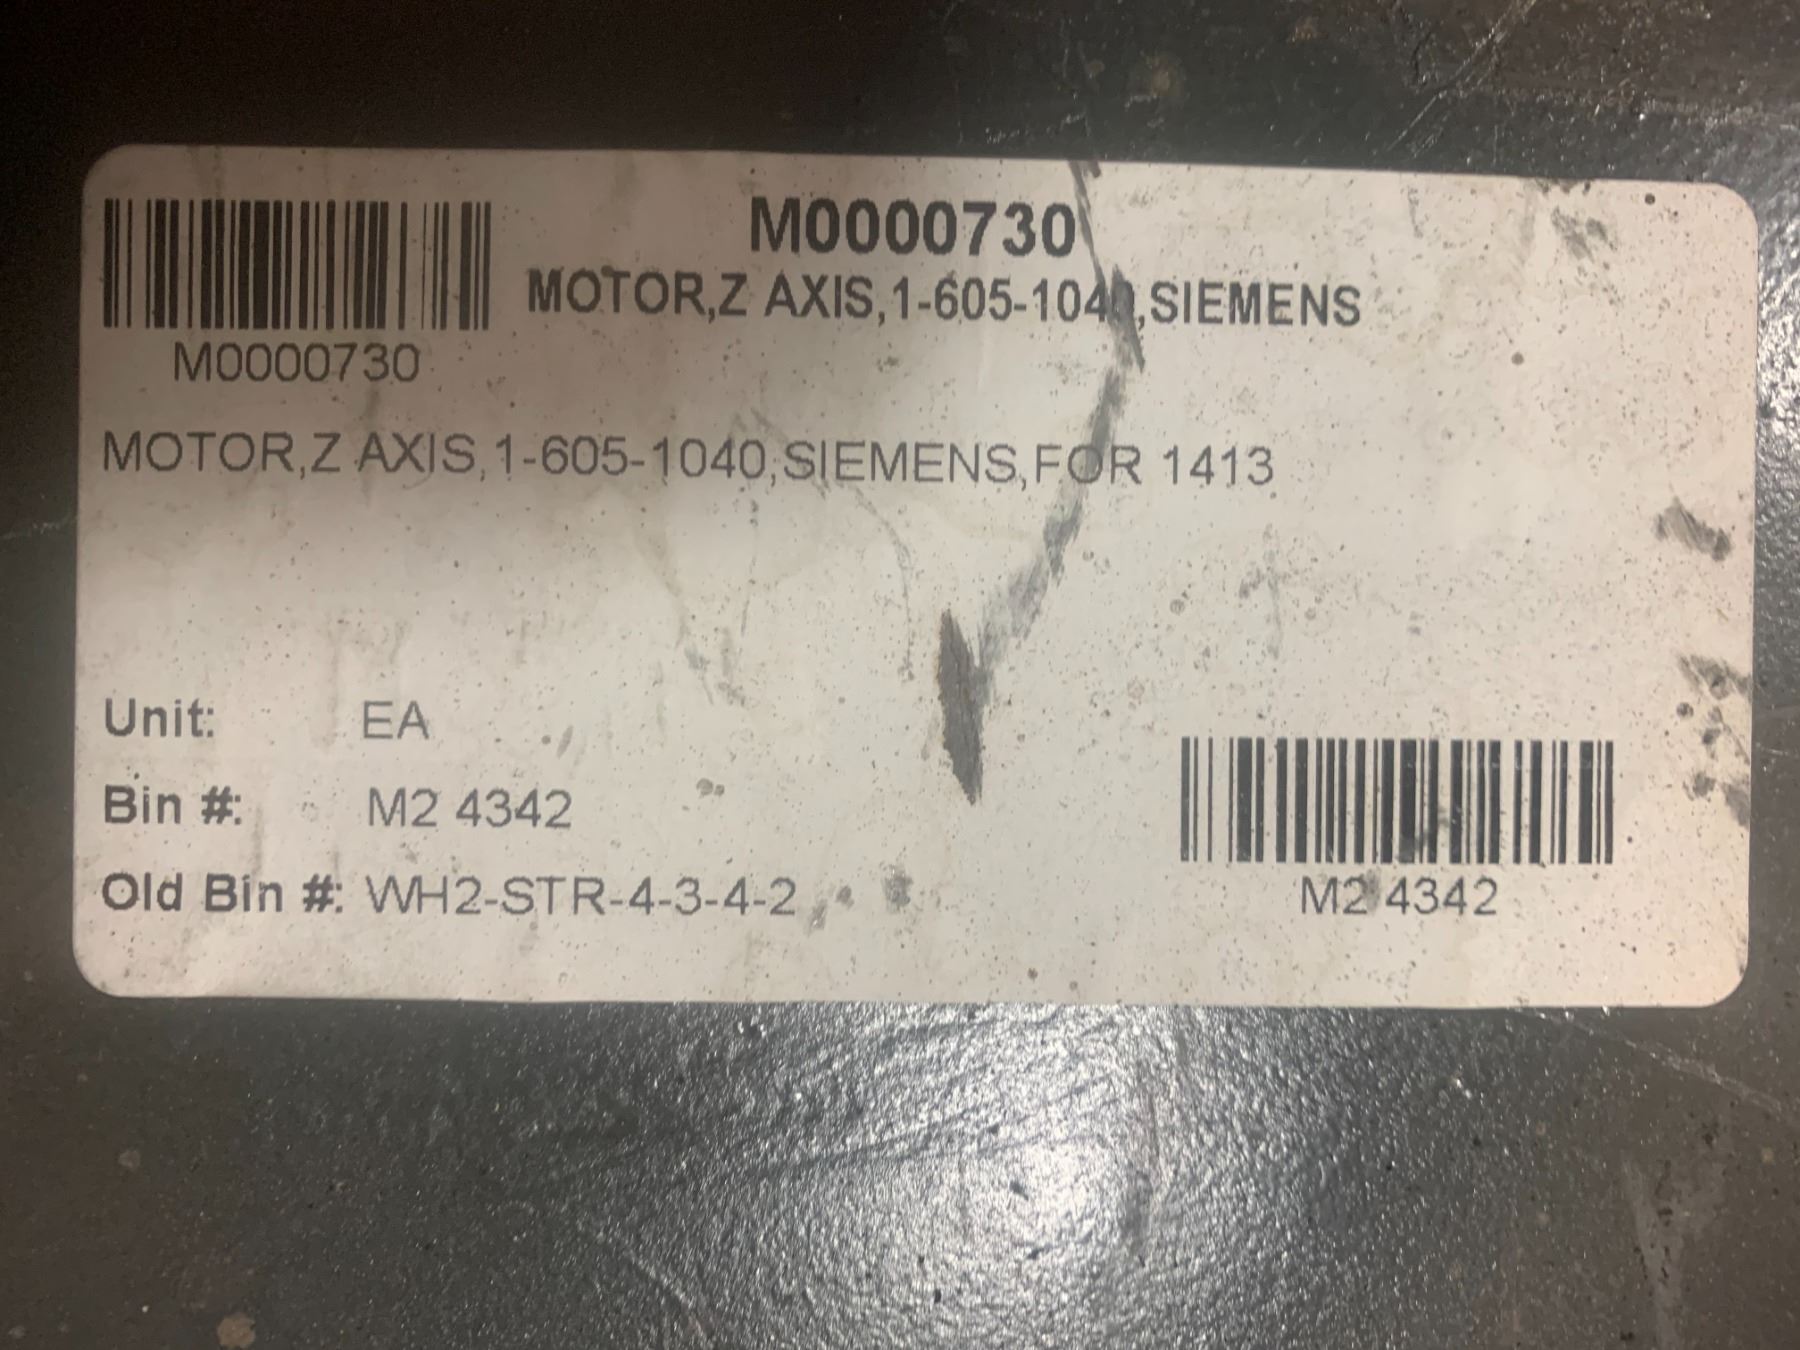 M0000730
MOTOR,Z AXIS,1-605-1040,SIEMENS
M0000730
MOTOR,Z AXIS,1-605-1040,SIEMENS,FOR 1413
Unit: EA
Bin #: M2 4342
Old Bin #: WH2-STR-4-3-4-2
M2 4342